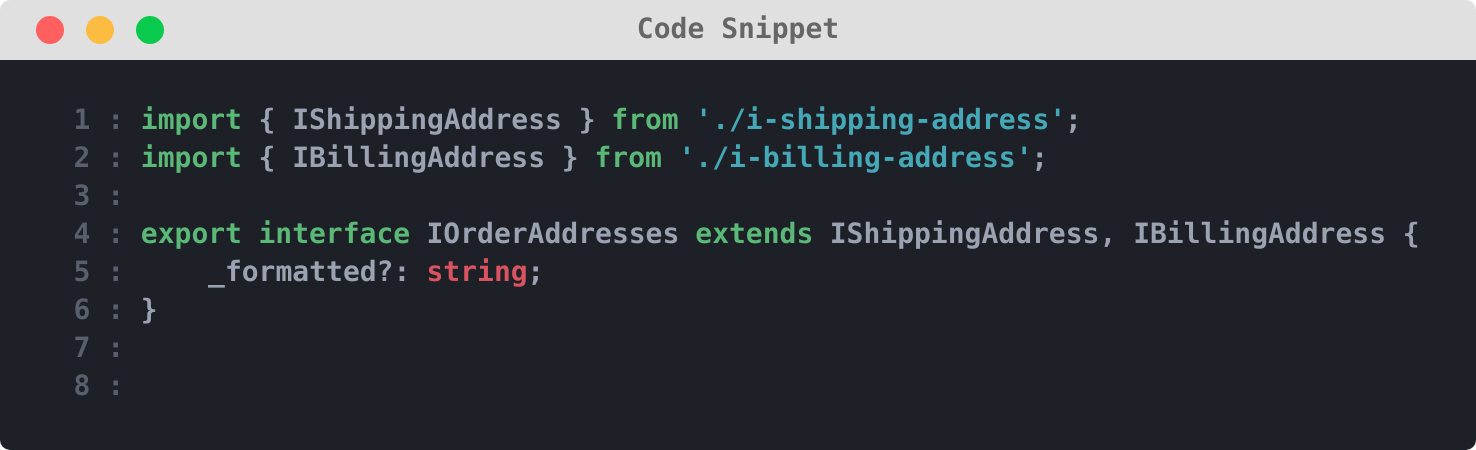 Code Snippet
1 : import { IShippingAddress } from './i-shipping-address';
2 : import { IBillingAddress } from './i-billing-address';
3 :
4 : export interface IOrderAddresses extends IShippingAddress, IBillingAddress {
5 :     _formatted?: string;
6 : }
7 :
8 :